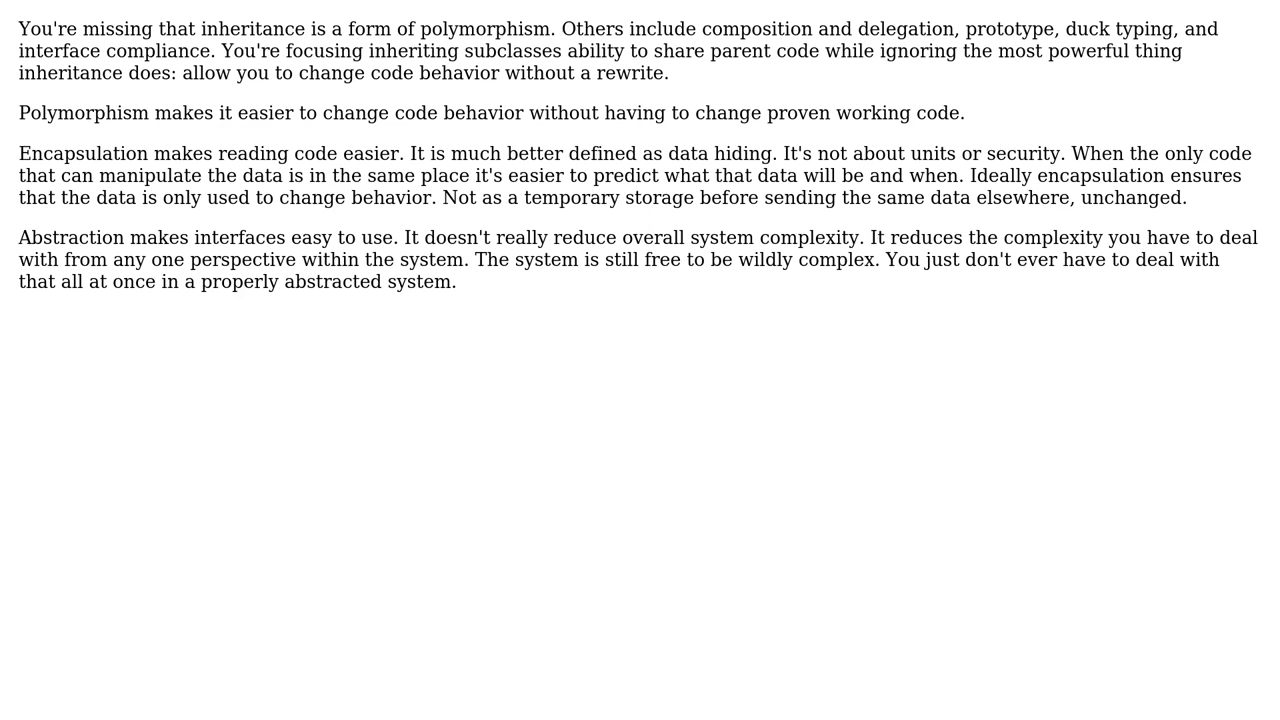 You're missing that inheritance is a form of polymorphism. Others include composition and delegation, prototype, duck typing, and
interface compliance. You're focusing inheriting subclasses ability to share parent code while ignoring the most powerful thing
inheritance does: allow you to change code behavior without a rewrite.
Polymorphism makes it easier to change code behavior without having to change proven working code.
Encapsulation makes reading code easier. It is much better defined as data hiding. It's not about units or security. When the only code
that can manipulate the data is in the same place it's easier to predict what that data will be and when. Ideally encapsulation ensures
that the data is only used to change behavior. Not as a temporary storage before sending the same data elsewhere, unchanged.
Abstraction makes interfaces easy to use. It doesn't really reduce overall system complexity. It reduces the complexity you have to deal
with from any one perspective within the system. The system is still free to be wildly complex. You just don't ever have to deal with
that all at once in a properly abstracted system.